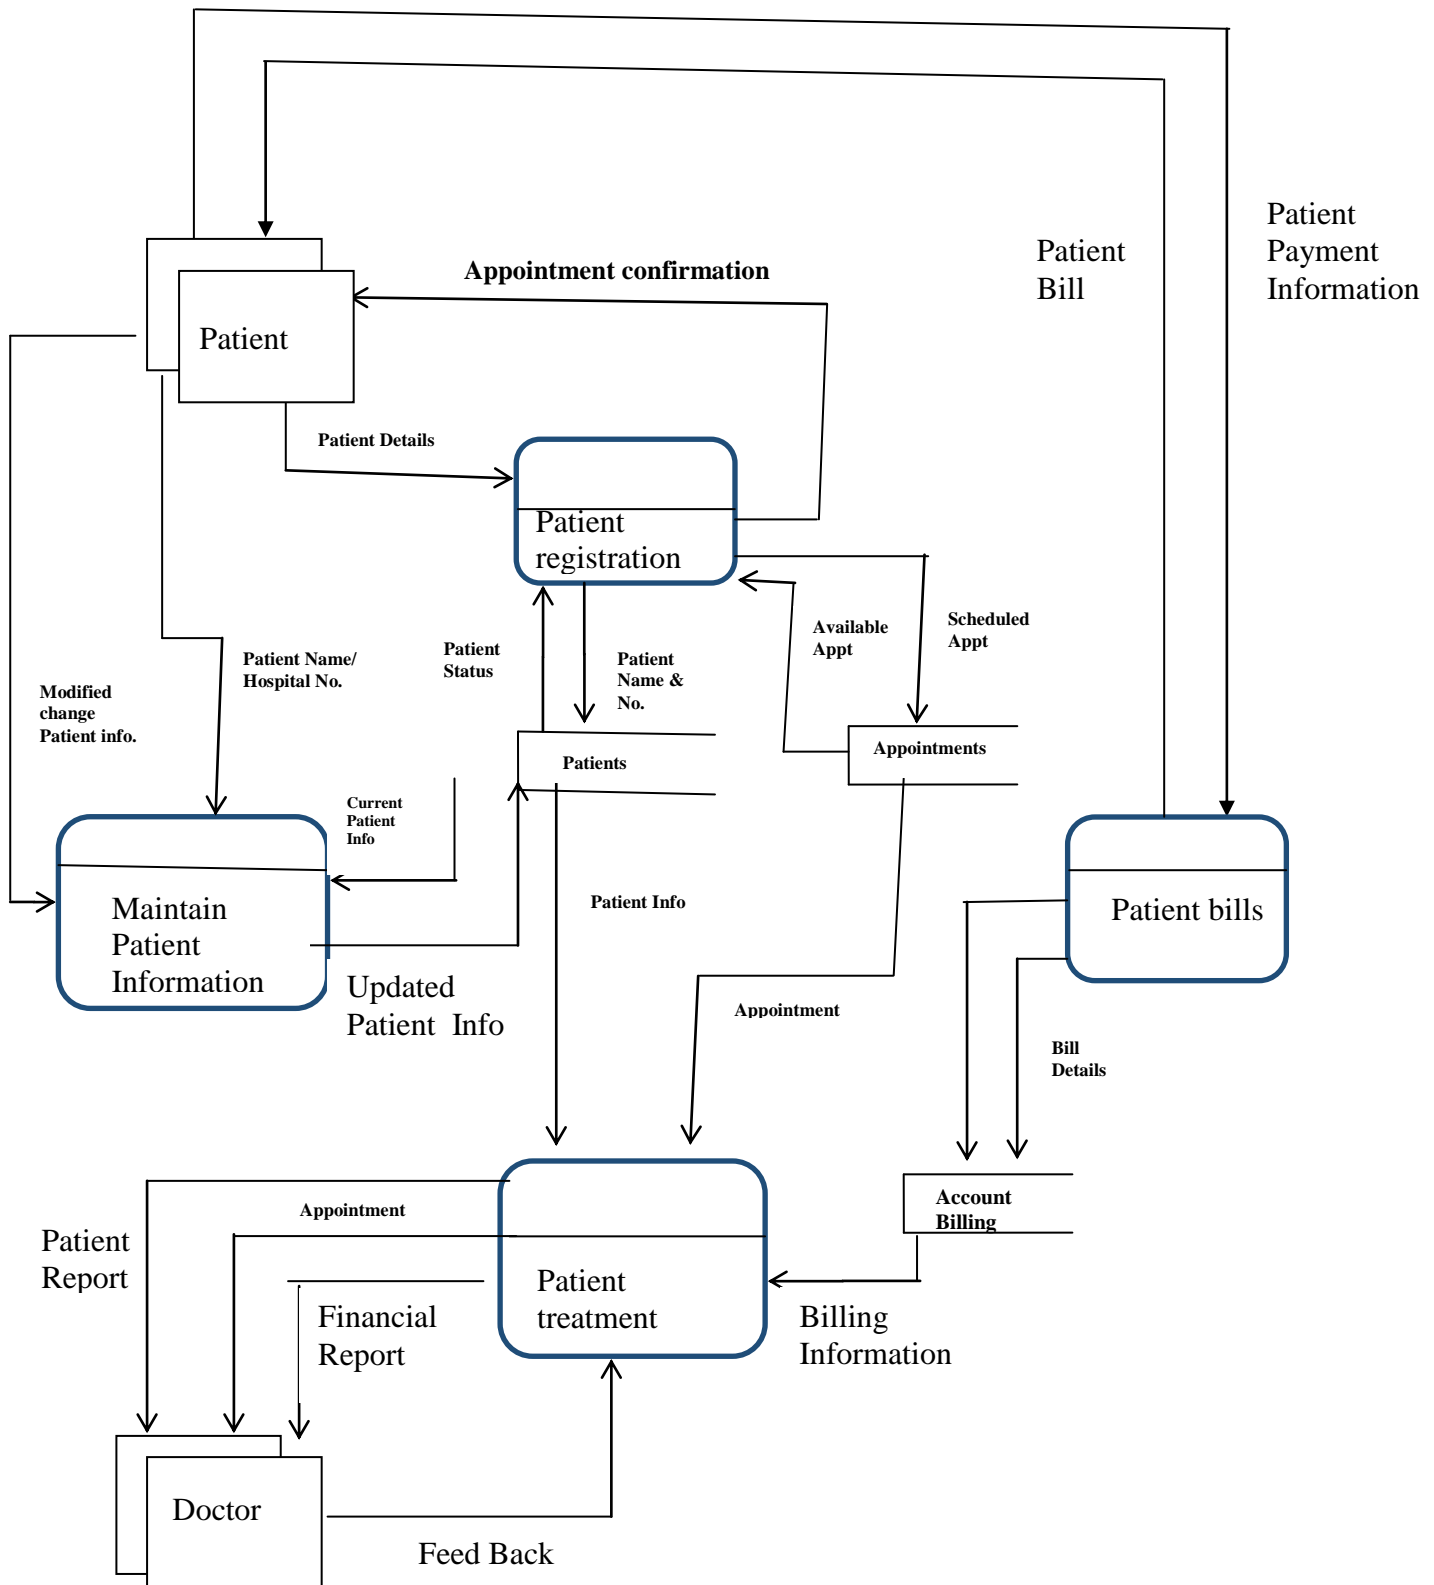 Patient
Payment
Information
Patient
Bill
Appointment confirmation
Patient
Patient Details
Patient
registration
Available
Appt
Scheduled
Appt
Patient
Status
Patient
Name &
No.
Patient Name/
Hospital No.
Modified
change
Patient info.
Patients
Appointments
Current
Patient
Info
Maintain
Patient
Information
Patient Info
Patient bills
Updated
Patient Info
Appointment
Bill
Details
Account
Billing
Appointment
Patient
Report
Patient
treatment
Financial
Report
Billing
Information
Doctor
Feed Back